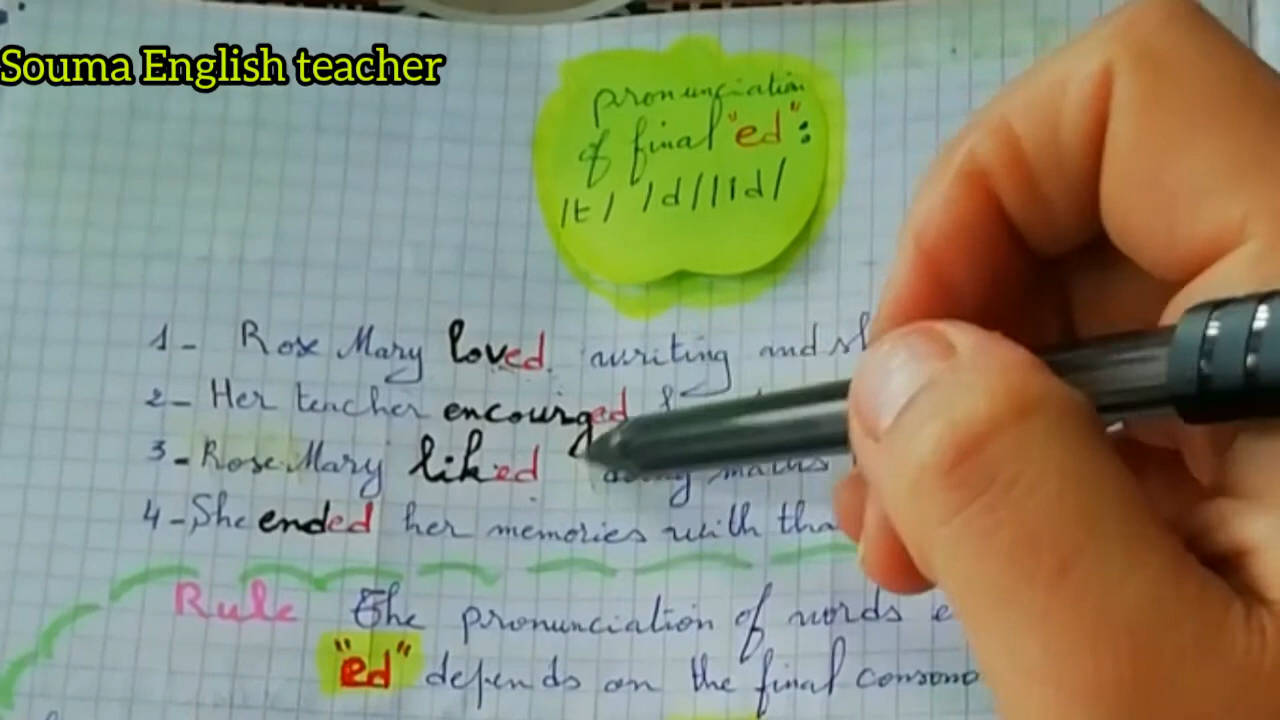 Souma English teacher
pronunciation
of final "ed":
/t/ /d/ /Id/
1- Rose Mary loved writing and
2- Her teacher encourged
3- Rose Mary liked doing maths
4- She ended her memories with
Rule The pronunciation of words
"ed" depends on the final